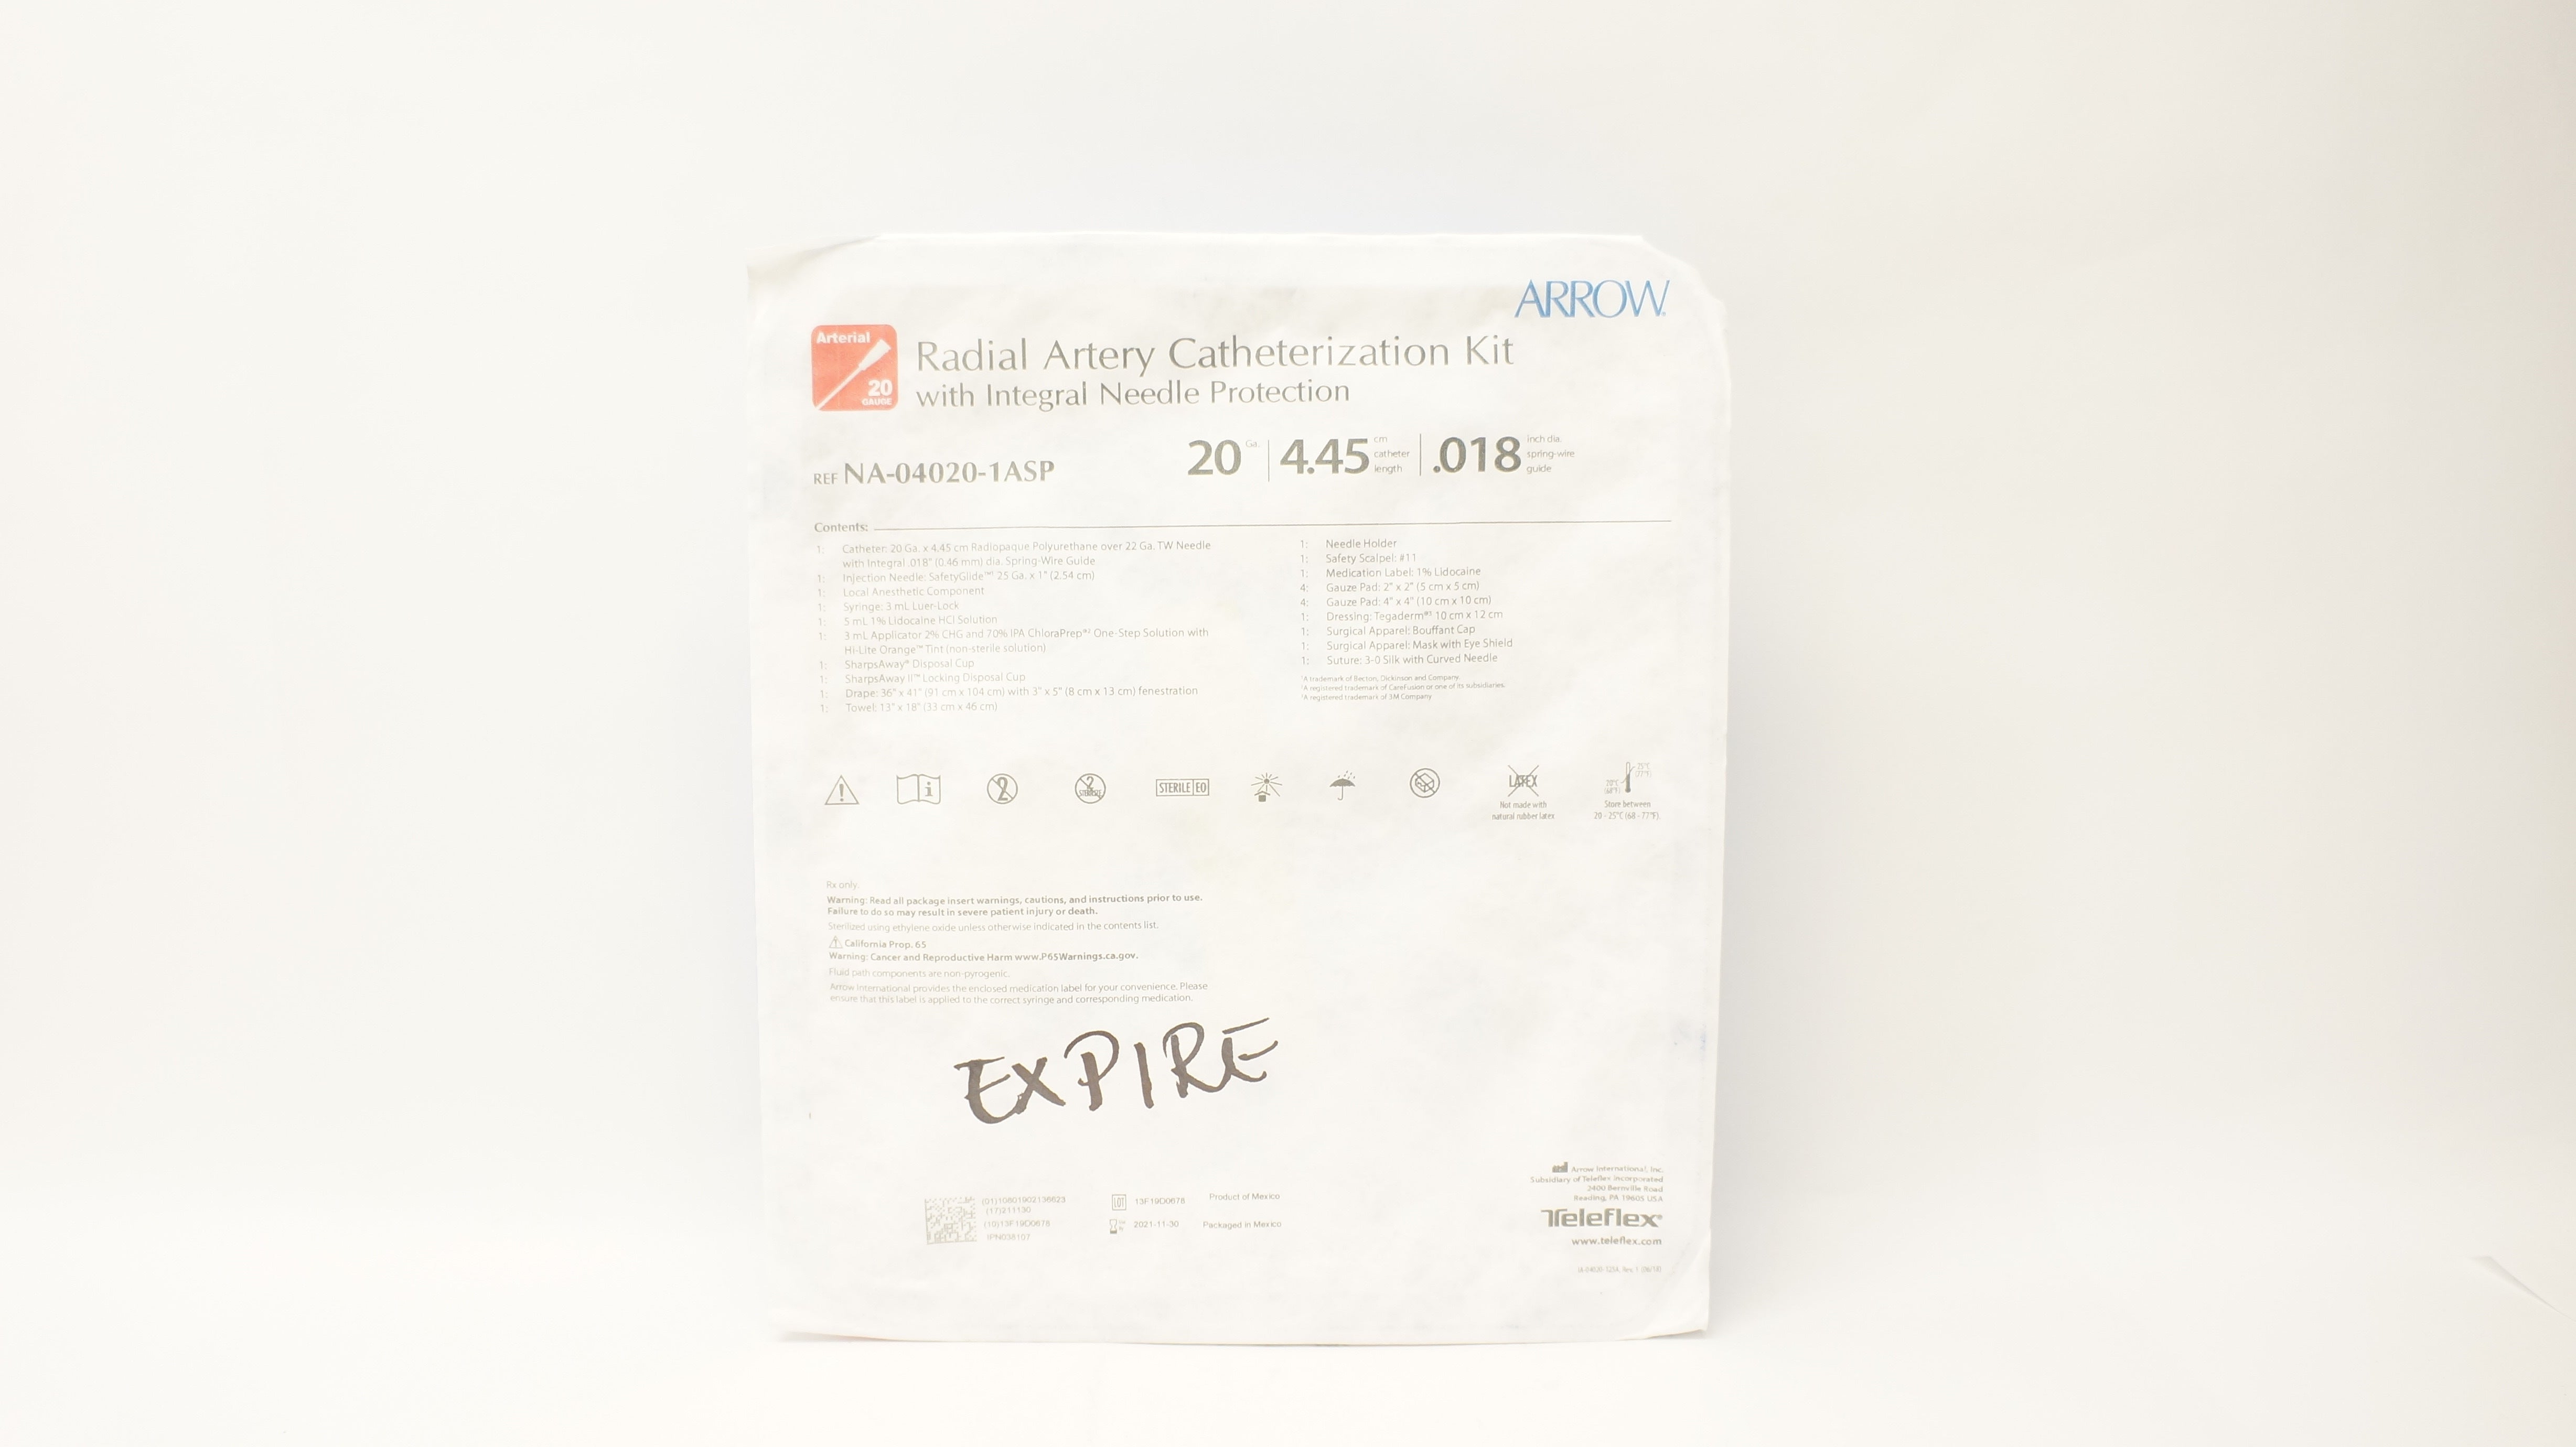 ARROW
Arterial
20
GAUGE
Radial Artery Catheterization Kit
with Integral Needle Protection
REF NA-04020-1ASP
20 Ga.
4.45 cm catheter length
.018 inch dia. spring-wire guide
Contents:
1: Catheter: 20 Ga. x 4.45 cm Radiopaque Polyurethane over 22 Ga. TW Needle
with Integral .018" (0.46 mm) dia. Spring-Wire Guide
1: Injection Needle: SafetyGlide™¹ 25 Ga. x 1" (2.54 cm)
1: Local Anesthetic Component
1: Syringe: 3 mL Luer-Lock
1: 5 mL 1% Lidocaine HCl Solution
1: 3 mL Applicator 2% CHG and 70% IPA ChloraPrep®² One-Step Solution with
Hi-Lite Orange™ Tint (non-sterile solution)
1: SharpsAway® Disposal Cup
1: SharpsAway II™ Locking Disposal Cup
1: Drape: 36" x 41" (91 cm x 104 cm) with 3" x 5" (8 cm x 13 cm) fenestration
1: Towel: 13" x 18" (33 cm x 46 cm)
1: Needle Holder
1: Safety Scalpel: #11
1: Medication Label: 1% Lidocaine
4: Gauze Pad: 2" x 2" (5 cm x 5 cm)
4: Gauze Pad: 4" x 4" (10 cm x 10 cm)
1: Dressing: Tegaderm®³ 10 cm x 12 cm
1: Surgical Apparel: Bouffant Cap
1: Surgical Apparel: Mask with Eye Shield
1: Suture: 3-0 Silk with Curved Needle
¹A trademark of Becton, Dickinson and Company.
²A registered trademark of CareFusion or one of its subsidiaries.
³A registered trademark of 3M Company
2
2
STERILIZE
STERILE EO
LATEX
Not made with
natural rubber latex
25°C
(77°F)
20°C
(68°F)
Store between
20 - 25°C (68 - 77°F).
Rx only.
Warning: Read all package insert warnings, cautions, and instructions prior to use.
Failure to do so may result in severe patient injury or death.
Sterilized using ethylene oxide unless otherwise indicated in the contents list.
California Prop. 65
Warning: Cancer and Reproductive Harm www.P65Warnings.ca.gov.
Fluid path components are non-pyrogenic.
Arrow International provides the enclosed medication label for your convenience. Please
ensure that this label is applied to the correct syringe and corresponding medication.
EXPIRE
(01)10801902136623
(17)211130
(10)13F19D0678
IPN038107
LOT 13F19D0678
2021-11-30
Product of Mexico
Packaged in Mexico
Arrow International, Inc.
Subsidiary of Teleflex Incorporated
2400 Bernville Road
Reading, PA 19605 USA
Teleflex®
www.teleflex.com